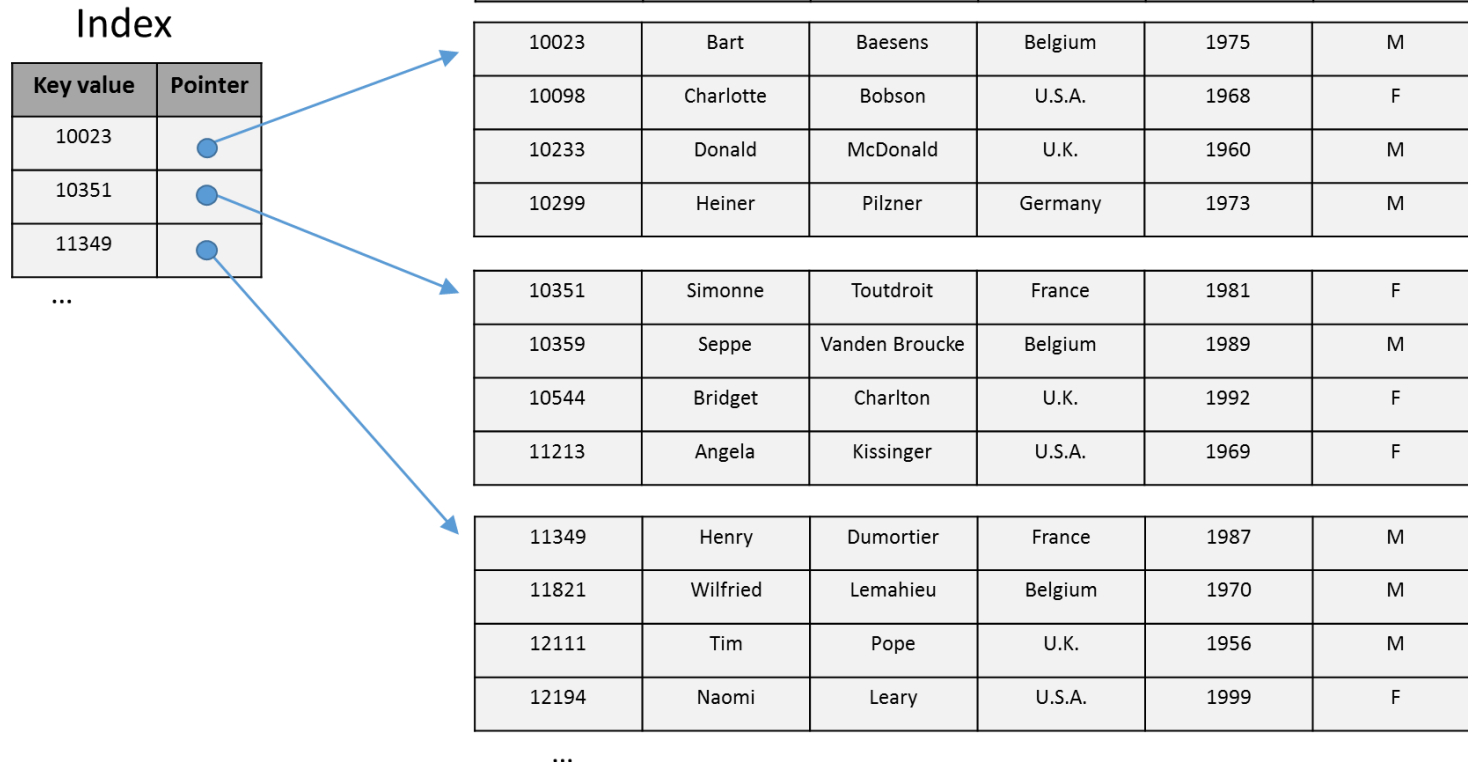 Index
Key value Pointer
10023
10351
11349
...
10023 Bart Baesens Belgium 1975 M
10098 Charlotte Bobson U.S.A. 1968 F
10233 Donald McDonald U.K. 1960 M
10299 Heiner Pilzner Germany 1973 M
10351 Simonne Toutdroit France 1981 F
10359 Seppe Vanden Broucke Belgium 1989 M
10544 Bridget Charlton U.K. 1992 F
11213 Angela Kissinger U.S.A. 1969 F
11349 Henry Dumortier France 1987 M
11821 Wilfried Lemahieu Belgium 1970 M
12111 Tim Pope U.K. 1956 M
12194 Naomi Leary U.S.A. 1999 F
...